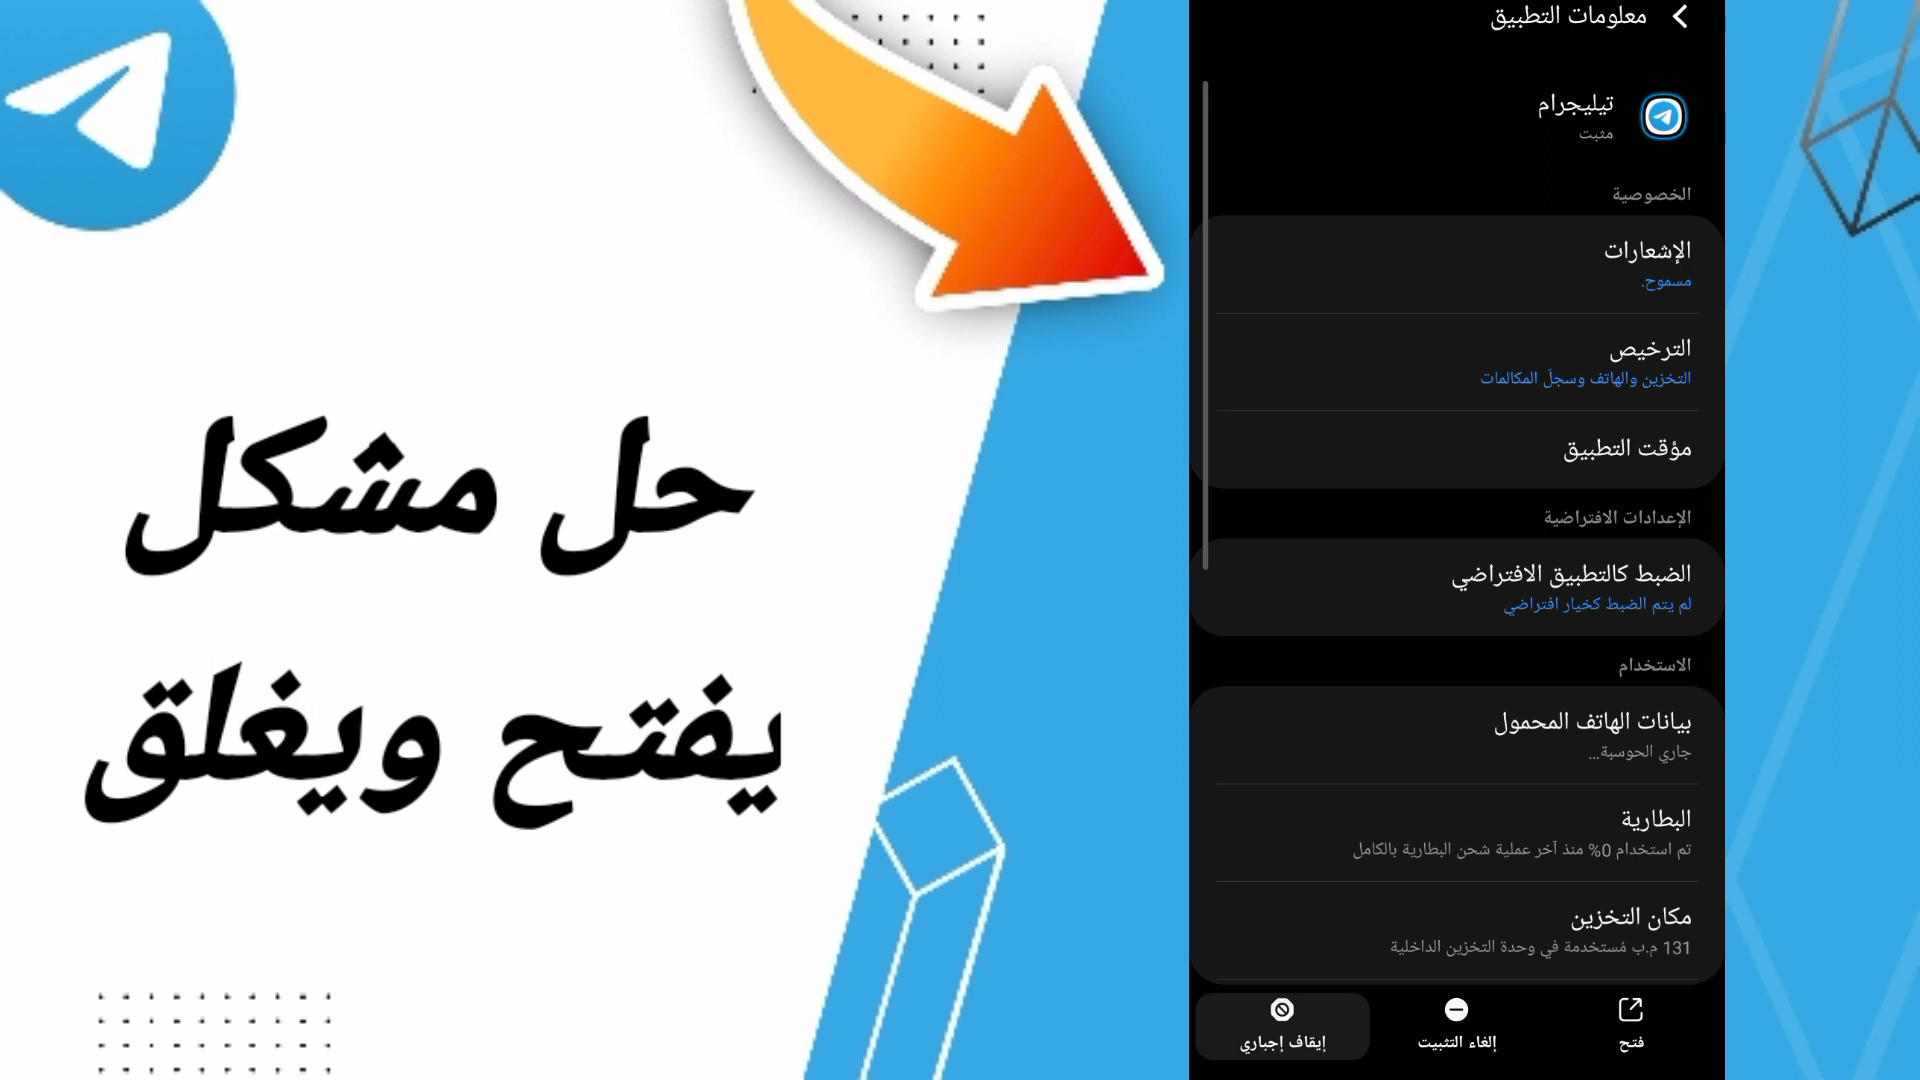 حل مشكل
يفتح ويغلق
معلومات التطبيق
تيليجرام
مثبت
الخصوصية
الإشعارات
مسموح.
الترخيص
التخزين والهاتف وسجلّ المكالمات
مؤقت التطبيق
الإعدادات الافتراضية
الضبط كالتطبيق الافتراضي
لم يتم الضبط كخيار افتراضي
الاستخدام
بيانات الهاتف المحمول
جاري الحوسبة...
البطارية
تم استخدام 0% منذ آخر عملية شحن البطارية بالكامل
مكان التخزين
131 م.ب مُستخدمة في وحدة التخزين الداخلية
فتح
إلغاء التثبيت
إيقاف إجباري